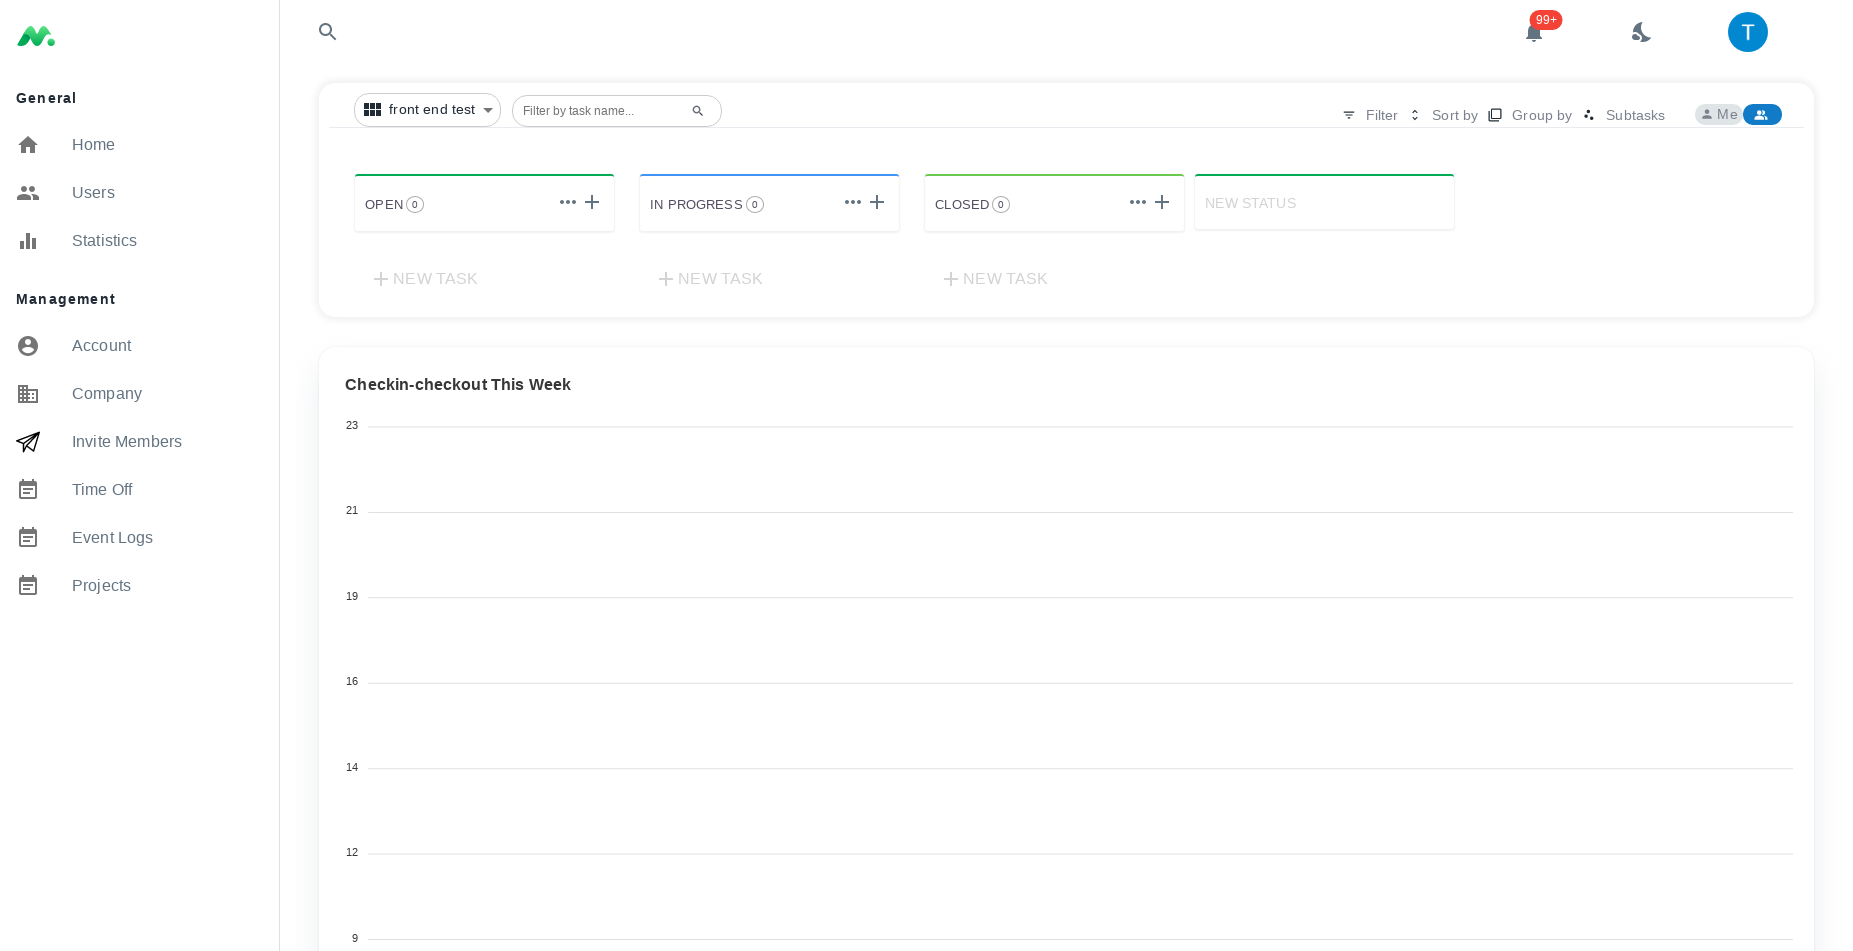 99+
T
General
Home
Users
Statistics
Management
Account
Company
Invite Members
Time Off
Event Logs
Projects
front end test
Filter by task name...
Filter
Sort by
Group by
Subtasks
Me
OPEN 0
IN PROGRESS 0
CLOSED 0
NEW STATUS
NEW TASK
NEW TASK
NEW TASK
Checkin-checkout This Week
23
21
19
16
14
12
9